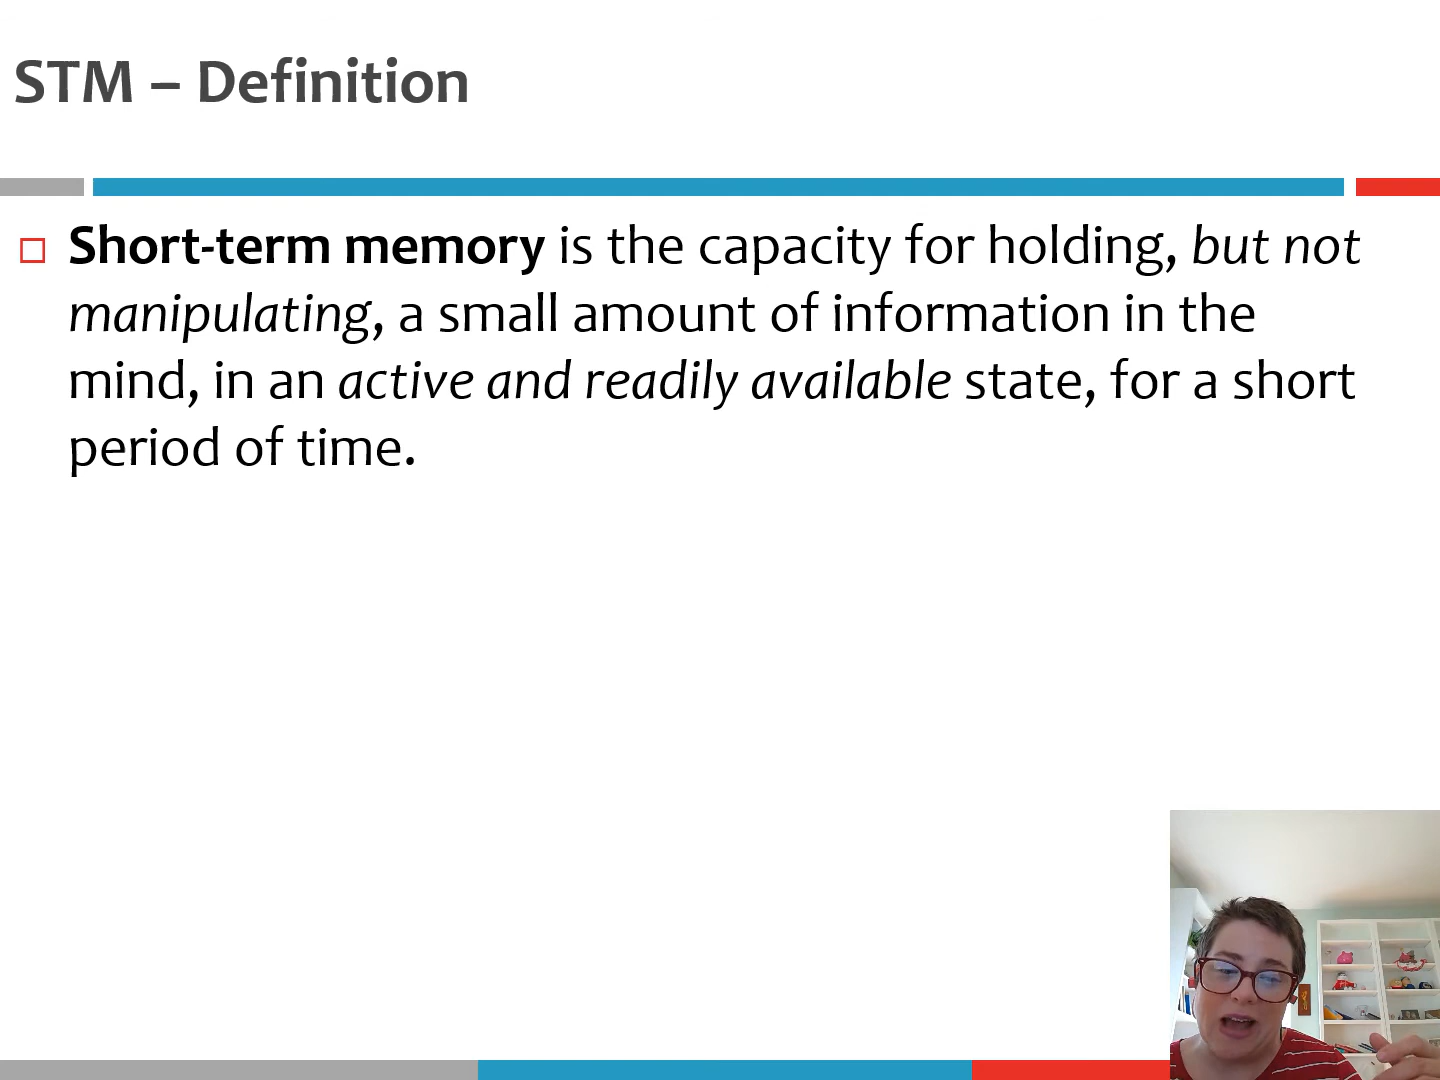 STM – Definition
Short-term memory is the capacity for holding, but not
manipulating, a small amount of information in the
mind, in an active and readily available state, for a short
period of time.